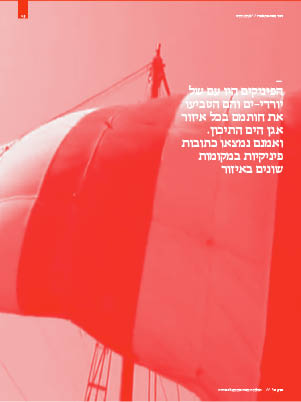 הפיניקים היו עם של
יורדי-ים והם הטביעו
את חותמם בכל איזור
אגן הים התיכון.
ואמנם נמצאו כתובות
פיניקיות במקומות
שונים באיזור